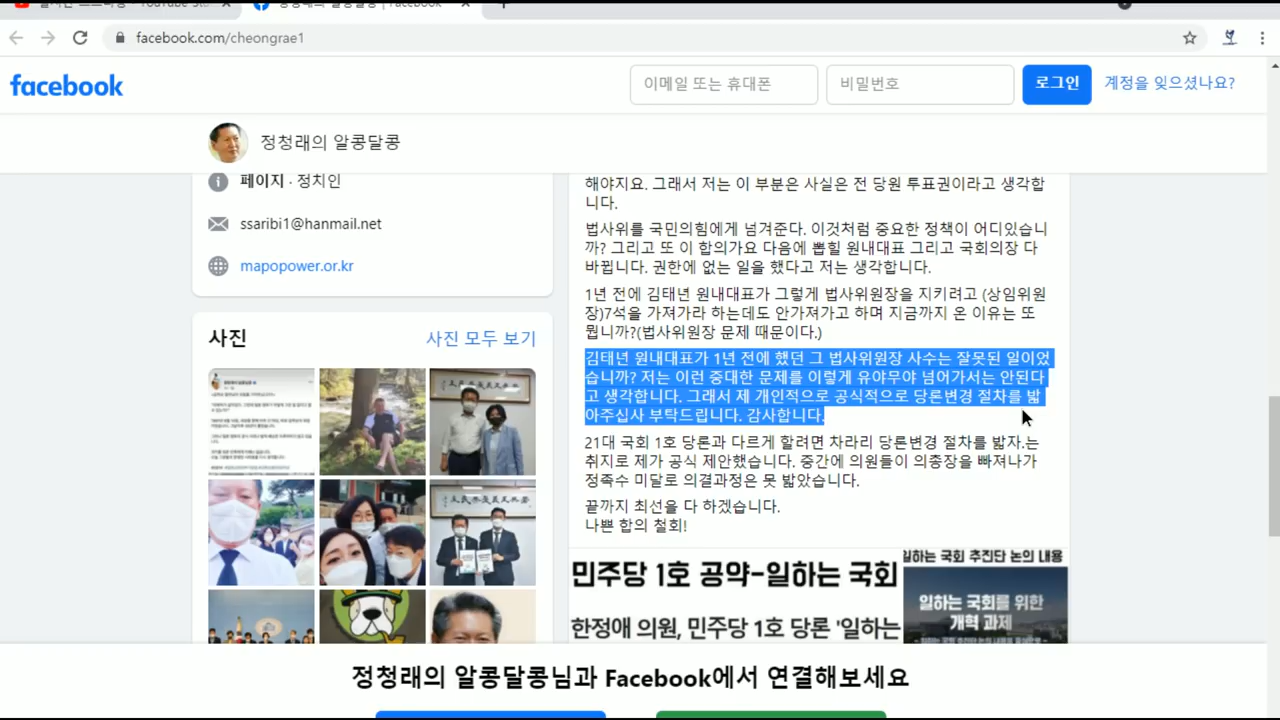 facebook.com/cheongrae1
facebook
이메일 또는 휴대폰
비밀번호
로그인
계정을 잊으셨나요?
정청래의 알콩달콩
페이지 · 정치인
ssaribi1@hanmail.net
mapopower.or.kr
사진
사진 모두 보기
해야지요. 그래서 저는 이 부분은 사실은 전 당원 투표권이라고 생각합
니다.
법사위를 국민의힘에게 넘겨준다. 이것처럼 중요한 정책이 어디있습니
까? 그리고 또 이 합의가요 다음에 뽑힐 원내대표 그리고 국회의장 다
바뀝니다. 권한에 없는 일을 했다고 저는 생각합니다.
1년 전에 김태년 원내대표가 그렇게 법사위원장을 지키려고 (상임위원
장)7석을 가져가라 하는데도 안가져가고 하며 지금까지 온 이유는 또
뭡니까?(법사위원장 문제 때문이다.)
김태년 원내대표가 1년 전에 했던 그 법사위원장 사수는 잘못된 일이었
습니까? 저는 이런 중대한 문제를 이렇게 유야무야 넘어가서는 안된다
고 생각합니다. 그래서 제 개인적으로 공식적으로 당론변경 절차를 밟
아주십사 부탁드립니다. 감사합니다.
21대 국회 1호 당론과 다르게 할려면 차라리 당론변경 절차를 밟자.는
취지로 제가 공식 제안했습니다. 중간에 의원들이 의총장을 빠져나가
정족수 미달로 의결과정은 못 밟았습니다.
끝까지 최선을 다 하겠습니다.
나쁜 합의 철회!
민주당 1호 공약-일하는 국회
한정애 의원, 민주당 1호 당론 '일하는
일하는 국회 추진단 논의 내용
일하는 국회를 위한
개혁 과제
정청래의 알콩달콩님과 Facebook에서 연결해보세요